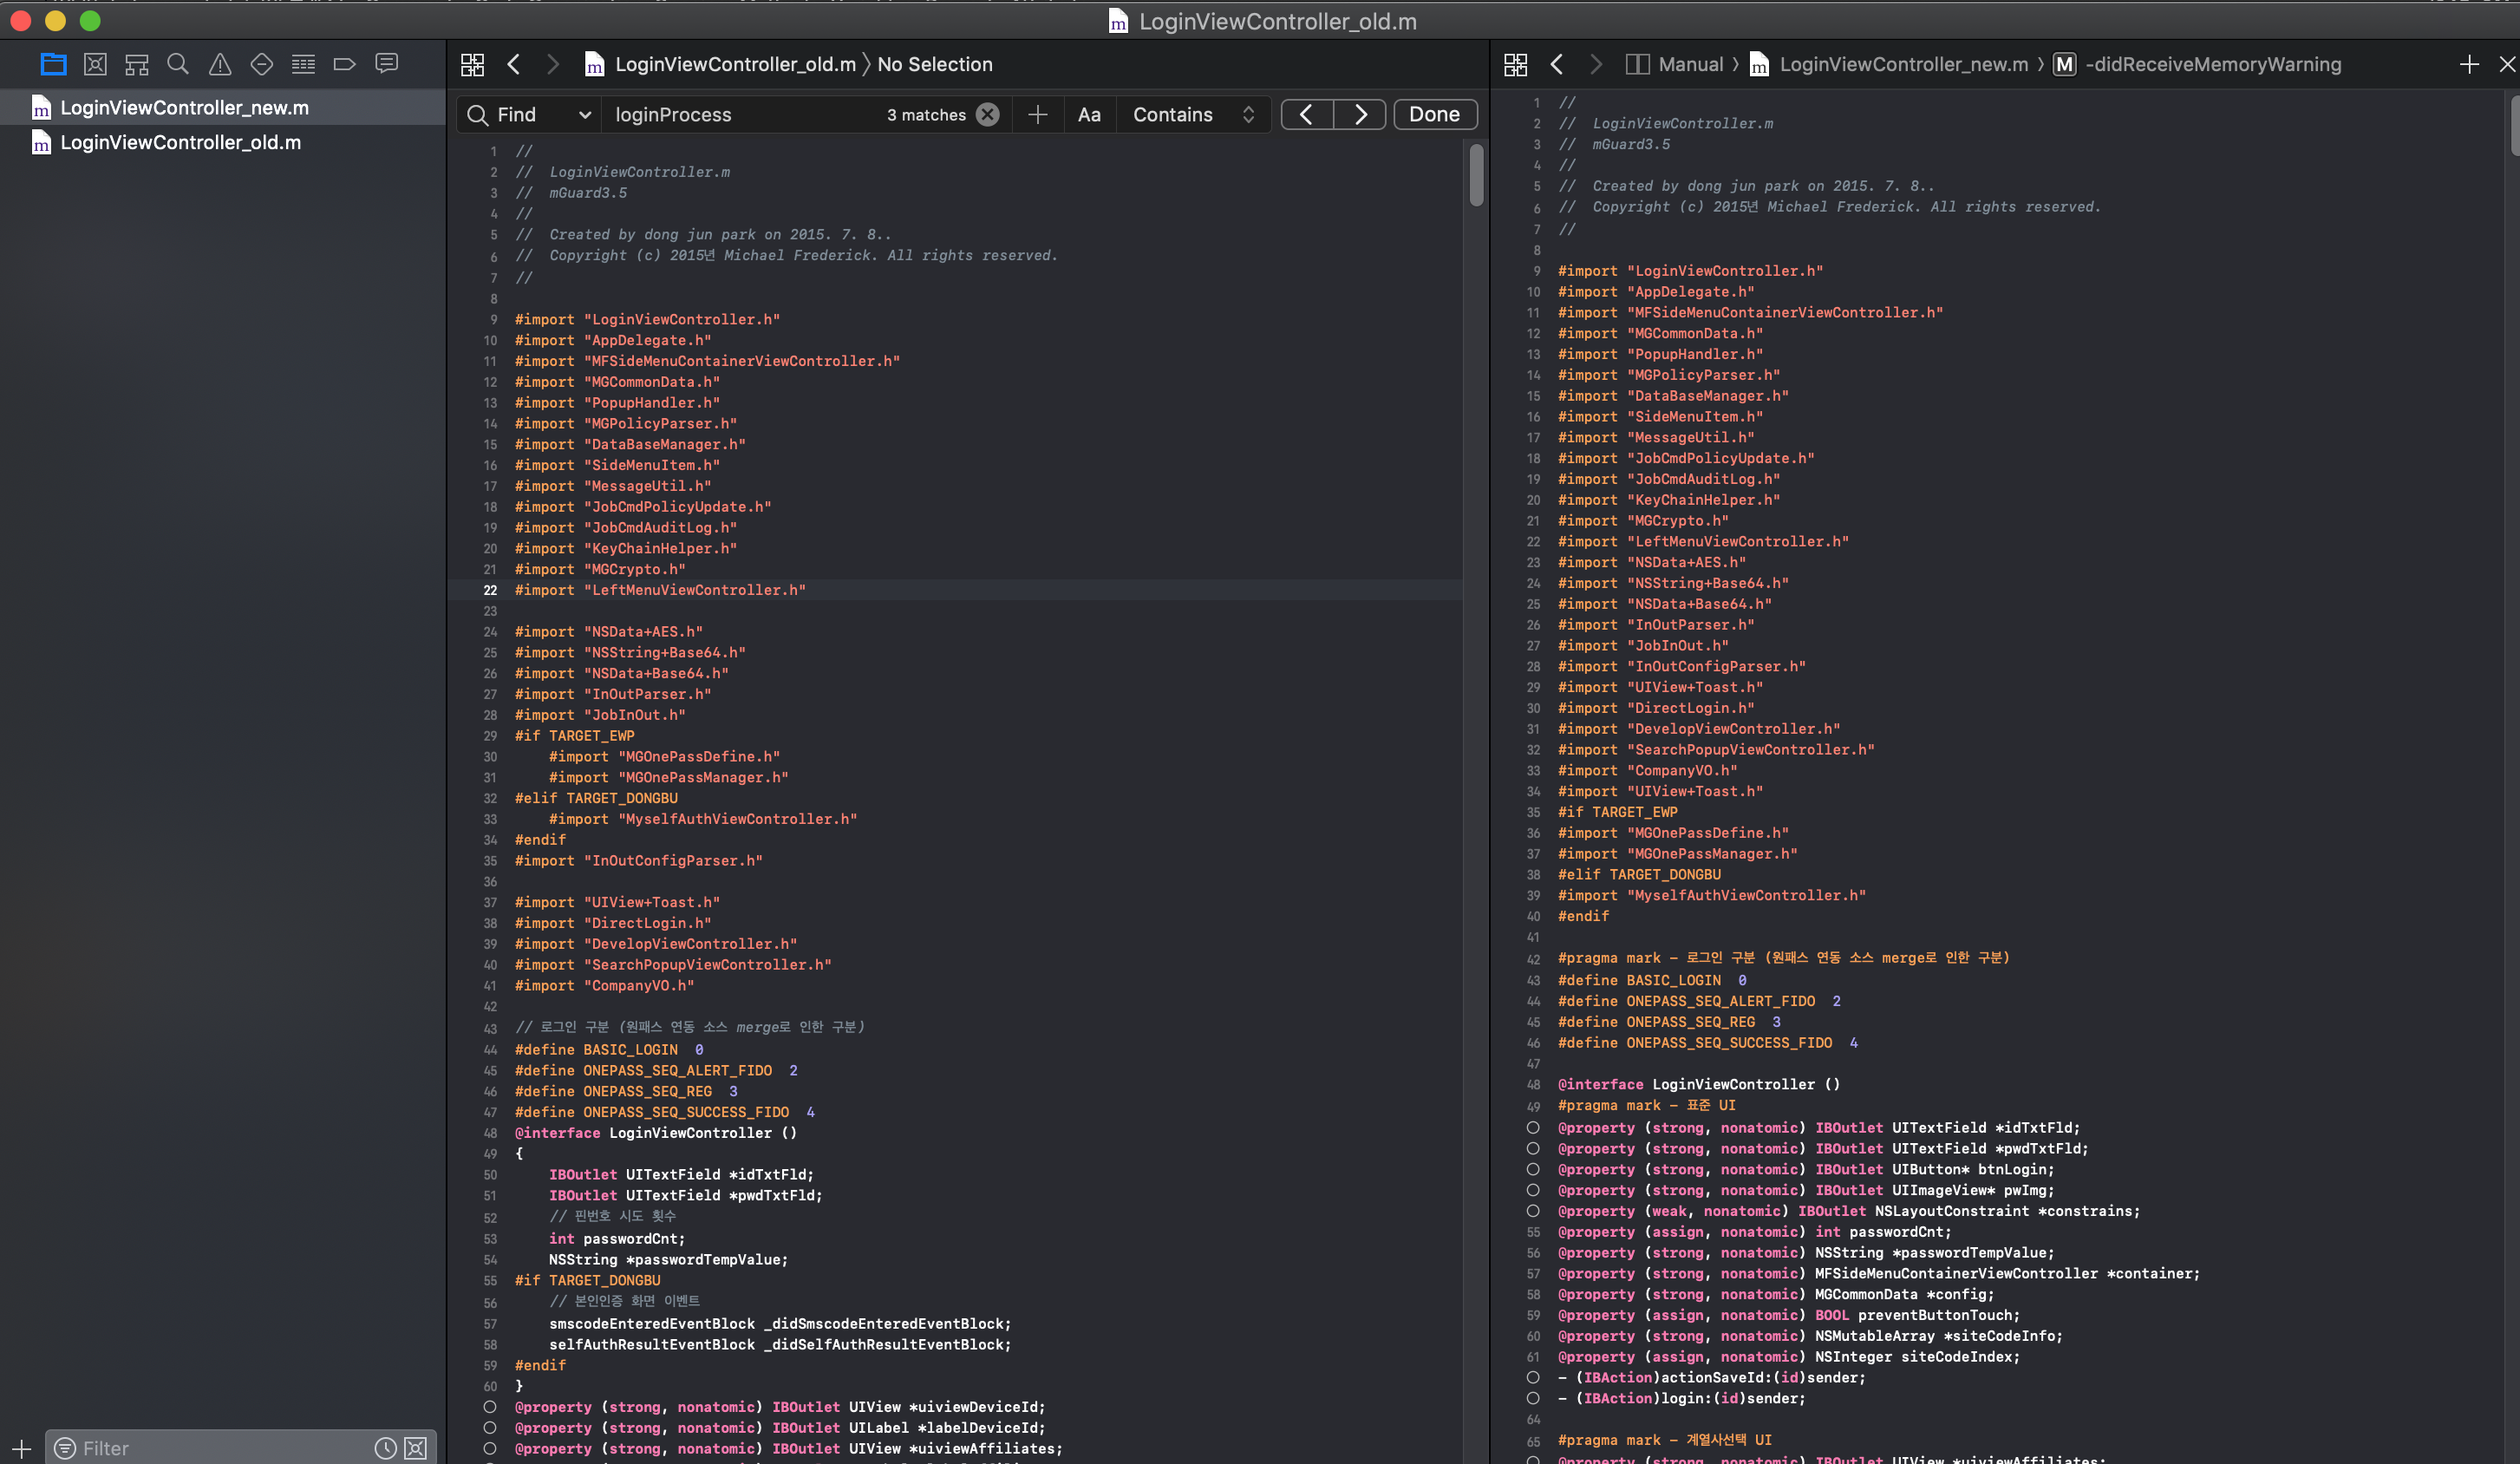 LoginViewController_old.m
LoginViewController_new.m
LoginViewController_old.m
Filter
LoginViewController_old.m 〉 No Selection
Find loginProcess 3 matches Aa Contains Done
1 //
2 //  LoginViewController.m
3 //  mGuard3.5
4 //
5 //  Created by dong jun park on 2015. 7. 8..
6 //  Copyright (c) 2015년 Michael Frederick. All rights reserved.
7 //
8
9 #import "LoginViewController.h"
10 #import "AppDelegate.h"
11 #import "MFSideMenuContainerViewController.h"
12 #import "MGCommonData.h"
13 #import "PopupHandler.h"
14 #import "MGPolicyParser.h"
15 #import "DataBaseManager.h"
16 #import "SideMenuItem.h"
17 #import "MessageUtil.h"
18 #import "JobCmdPolicyUpdate.h"
19 #import "JobCmdAuditLog.h"
20 #import "KeyChainHelper.h"
21 #import "MGCrypto.h"
22 #import "LeftMenuViewController.h"
23
24 #import "NSData+AES.h"
25 #import "NSString+Base64.h"
26 #import "NSData+Base64.h"
27 #import "InOutParser.h"
28 #import "JobInOut.h"
29 #if TARGET_EWP
30     #import "MGOnePassDefine.h"
31     #import "MGOnePassManager.h"
32 #elif TARGET_DONGBU
33     #import "MyselfAuthViewController.h"
34 #endif
35 #import "InOutConfigParser.h"
36
37 #import "UIView+Toast.h"
38 #import "DirectLogin.h"
39 #import "DevelopViewController.h"
40 #import "SearchPopupViewController.h"
41 #import "CompanyVO.h"
42
43 // 로그인 구분 (원패스 연동 소스 merge로 인한 구분)
44 #define BASIC_LOGIN  0
45 #define ONEPASS_SEQ_ALERT_FIDO  2
46 #define ONEPASS_SEQ_REG  3
47 #define ONEPASS_SEQ_SUCCESS_FIDO  4
48 @interface LoginViewController ()
49 {
50     IBOutlet UITextField *idTxtFld;
51     IBOutlet UITextField *pwdTxtFld;
52     // 핀번호 시도 횟수
53     int passwordCnt;
54     NSString *passwordTempValue;
55 #if TARGET_DONGBU
56     // 본인인증 화면 이벤트
57     smscodeEnteredEventBlock _didSmscodeEnteredEventBlock;
58     selfAuthResultEventBlock _didSelfAuthResultEventBlock;
59 #endif
60 }
@property (strong, nonatomic) IBOutlet UIView *uiviewDeviceId;
@property (strong, nonatomic) IBOutlet UILabel *labelDeviceId;
@property (strong, nonatomic) IBOutlet UIView *uiviewAffiliates;
Manual 〉 LoginViewController_new.m 〉 M -didReceiveMemoryWarning
1 //
2 //  LoginViewController.m
3 //  mGuard3.5
4 //
5 //  Created by dong jun park on 2015. 7. 8..
6 //  Copyright (c) 2015년 Michael Frederick. All rights reserved.
7 //
8
9 #import "LoginViewController.h"
10 #import "AppDelegate.h"
11 #import "MFSideMenuContainerViewController.h"
12 #import "MGCommonData.h"
13 #import "PopupHandler.h"
14 #import "MGPolicyParser.h"
15 #import "DataBaseManager.h"
16 #import "SideMenuItem.h"
17 #import "MessageUtil.h"
18 #import "JobCmdPolicyUpdate.h"
19 #import "JobCmdAuditLog.h"
20 #import "KeyChainHelper.h"
21 #import "MGCrypto.h"
22 #import "LeftMenuViewController.h"
23 #import "NSData+AES.h"
24 #import "NSString+Base64.h"
25 #import "NSData+Base64.h"
26 #import "InOutParser.h"
27 #import "JobInOut.h"
28 #import "InOutConfigParser.h"
29 #import "UIView+Toast.h"
30 #import "DirectLogin.h"
31 #import "DevelopViewController.h"
32 #import "SearchPopupViewController.h"
33 #import "CompanyVO.h"
34 #import "UIView+Toast.h"
35 #if TARGET_EWP
36 #import "MGOnePassDefine.h"
37 #import "MGOnePassManager.h"
38 #elif TARGET_DONGBU
39 #import "MyselfAuthViewController.h"
40 #endif
41
42 #pragma mark – 로그인 구분 (원패스 연동 소스 merge로 인한 구분)
43 #define BASIC_LOGIN  0
44 #define ONEPASS_SEQ_ALERT_FIDO  2
45 #define ONEPASS_SEQ_REG  3
46 #define ONEPASS_SEQ_SUCCESS_FIDO  4
47
48 @interface LoginViewController ()
49 #pragma mark – 표준 UI
@property (strong, nonatomic) IBOutlet UITextField *idTxtFld;
@property (strong, nonatomic) IBOutlet UITextField *pwdTxtFld;
@property (strong, nonatomic) IBOutlet UIButton* btnLogin;
@property (strong, nonatomic) IBOutlet UIImageView* pwImg;
@property (weak, nonatomic) IBOutlet NSLayoutConstraint *constrains;
55 @property (assign, nonatomic) int passwordCnt;
56 @property (strong, nonatomic) NSString *passwordTempValue;
57 @property (strong, nonatomic) MFSideMenuContainerViewController *container;
58 @property (strong, nonatomic) MGCommonData *config;
59 @property (assign, nonatomic) BOOL preventButtonTouch;
60 @property (strong, nonatomic) NSMutableArray *siteCodeInfo;
61 @property (assign, nonatomic) NSInteger siteCodeIndex;
– (IBAction)actionSaveId:(id)sender;
– (IBAction)login:(id)sender;
64
65 #pragma mark – 계열사선택 UI
@property (strong, nonatomic) IBOutlet UIView *uiviewAffiliates;